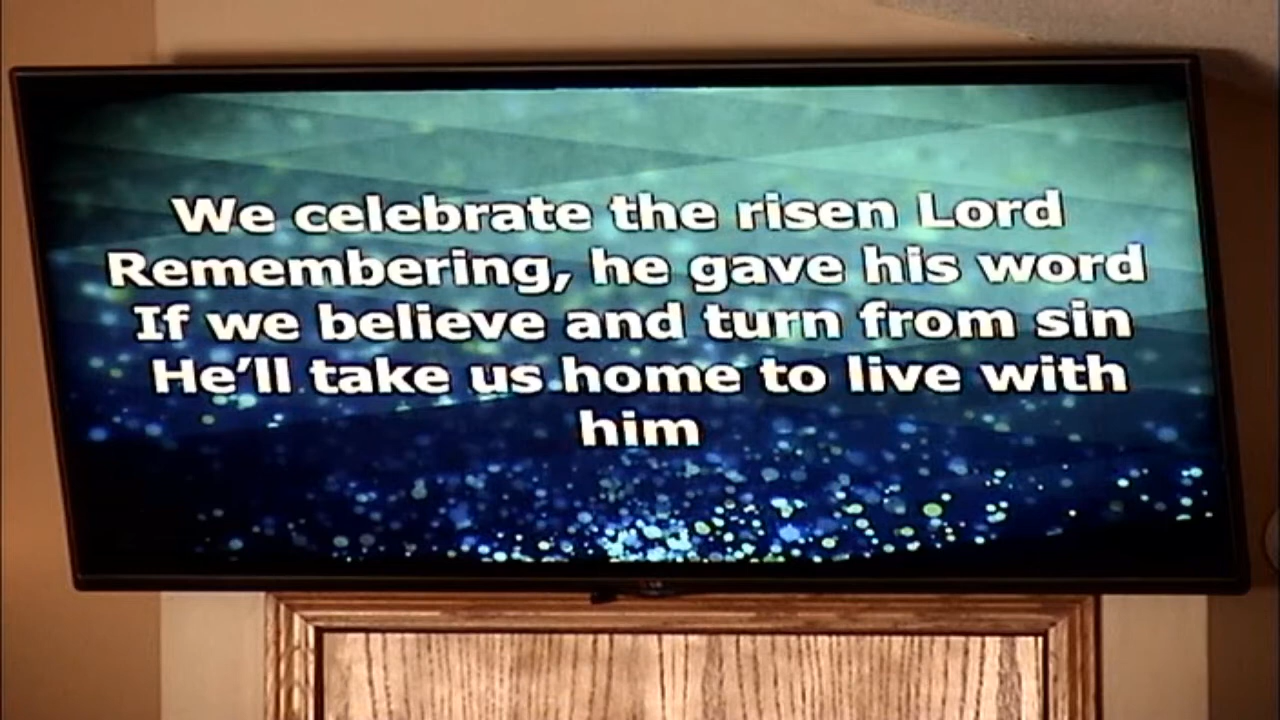 We celebrate the risen Lord
Remembering, he gave his word
If we believe and turn from sin
He'll take us home to live with
him